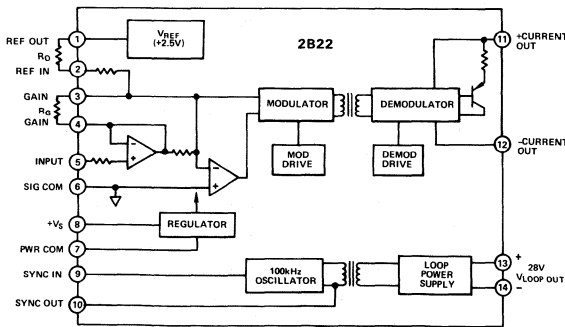 2B22
REF OUT 1
V REF
(+2.5V)
11 +CURRENT
OUT
RO
REF IN 2
GAIN 3
RG
GAIN 4
MODULATOR
DEMODULATOR
MOD
DRIVE
DEMOD
DRIVE
12 −CURRENT
OUT
INPUT 5
− +
− +
SIG COM 6
+VS 8
REGULATOR
PWR COM 7
SYNC IN 9
100kHz
OSCILLATOR
LOOP
POWER
SUPPLY
13 +
28V
VLOOP OUT
14 −
SYNC OUT 10